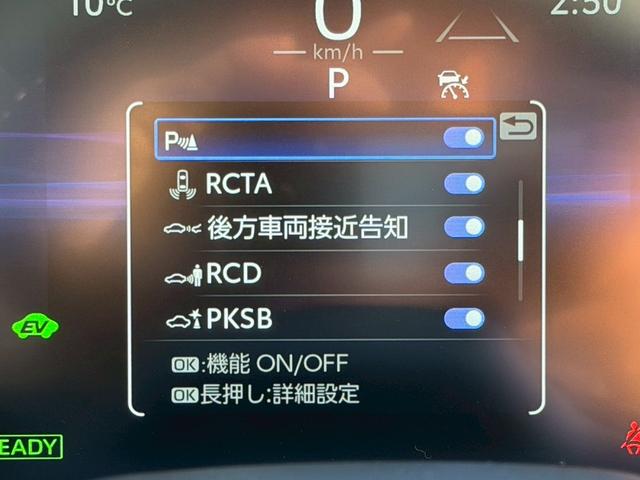 10℃
0
2:50
km/h
P
P
RCTA
後方車両接近告知
RCD
PKSB
OK:機能 ON/OFF
OK長押し:詳細設定
EV
READY